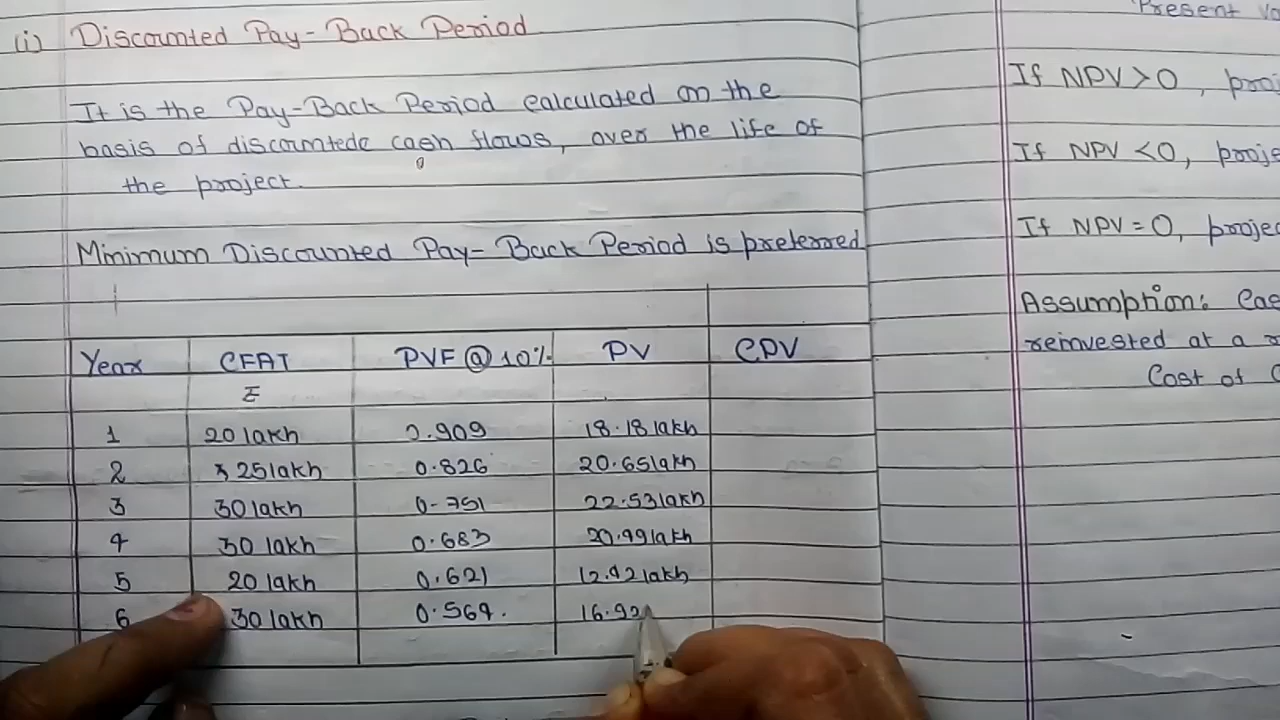 (i) Discounted Pay-Back Period
It is the Pay-Back Period calculated on the
basis of discountede cash flows, over the life of
the project.
Minimum Discounted Pay-Back Period is preferred
Year CFAT PVF @ 10% PV CPV
1 20 lakh 0.909 18.18 lakh
2 25 lakh 0.826 20.65 lakh
3 30 lakh 0.751 22.53 lakh
4 30 lakh 0.683 20.49 lakh
5 20 lakh 0.621 12.42 lakh
6 30 lakh 0.564. 16.92
Present
If NPV > 0,
If NPV < 0,
If NPV = 0,
Assumption:
reinvested at a
Cost of